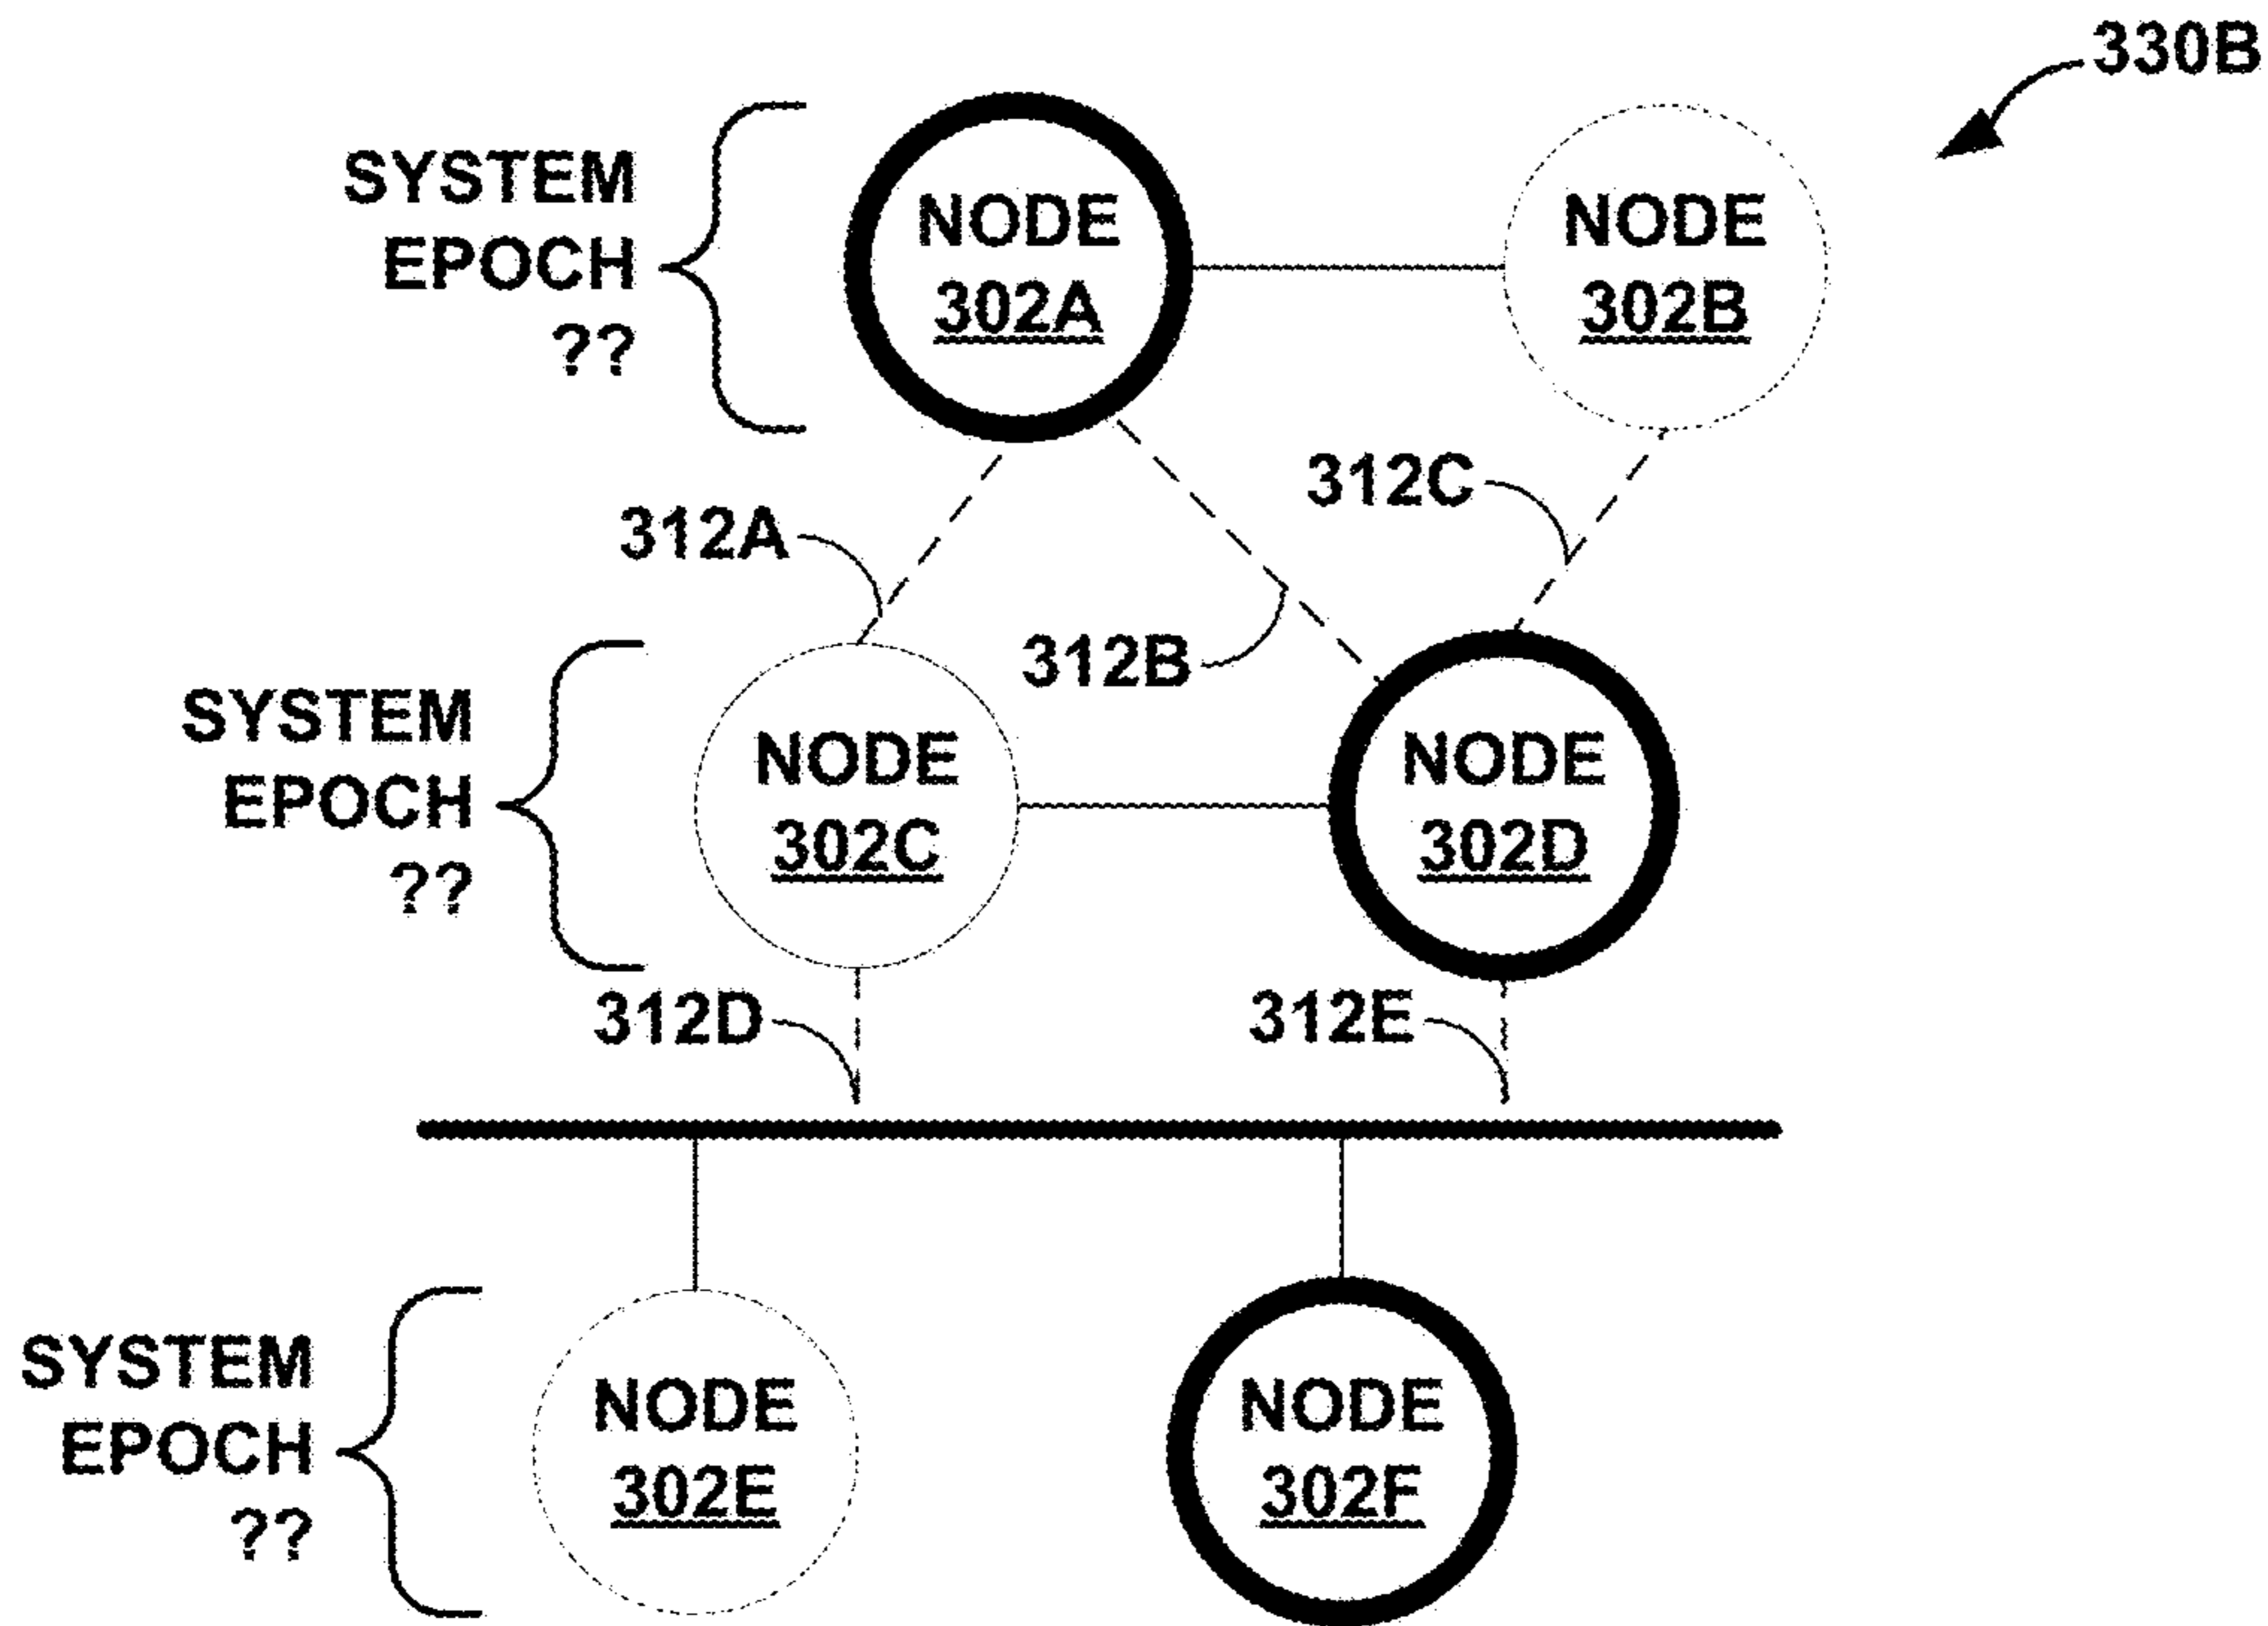 330B
SYSTEM
EPOCH
??
NODE
302A
NODE
302B
312A
312B
312C
SYSTEM
EPOCH
??
NODE
302C
NODE
302D
312D
312E
SYSTEM
EPOCH
??
NODE
302E
NODE
302F